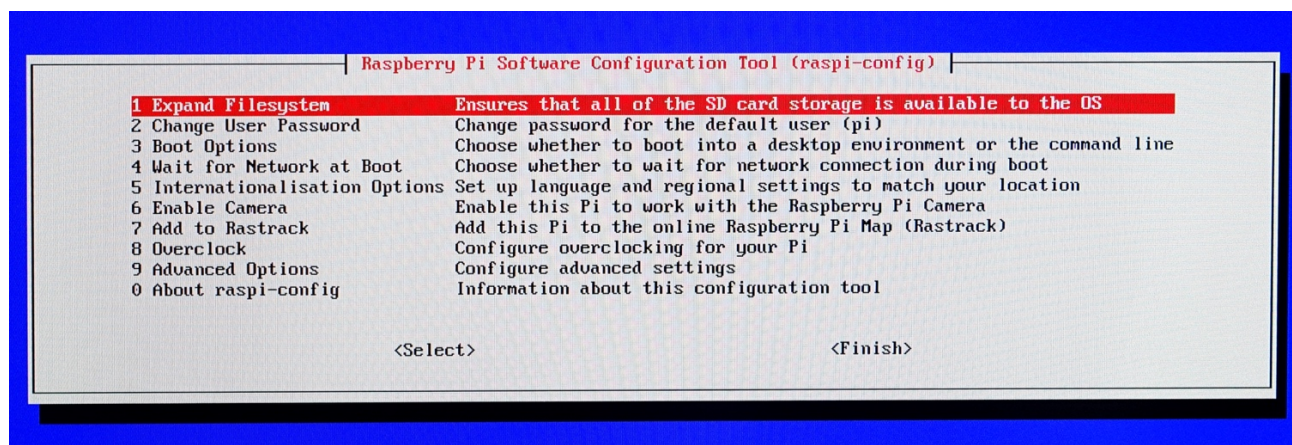 Raspberry Pi Software Configuration Tool (raspi-config)
1 Expand Filesystem Ensures that all of the SD card storage is available to the OS
2 Change User Password Change password for the default user (pi)
3 Boot Options Choose whether to boot into a desktop environment or the command line
4 Wait for Network at Boot Choose whether to wait for network connection during boot
5 Internationalisation Options Set up language and regional settings to match your location
6 Enable Camera Enable this Pi to work with the Raspberry Pi Camera
7 Add to Rastrack Add this Pi to the online Raspberry Pi Map (Rastrack)
8 Overclock Configure overclocking for your Pi
9 Advanced Options Configure advanced settings
0 About raspi-config Information about this configuration tool
<Select> <Finish>